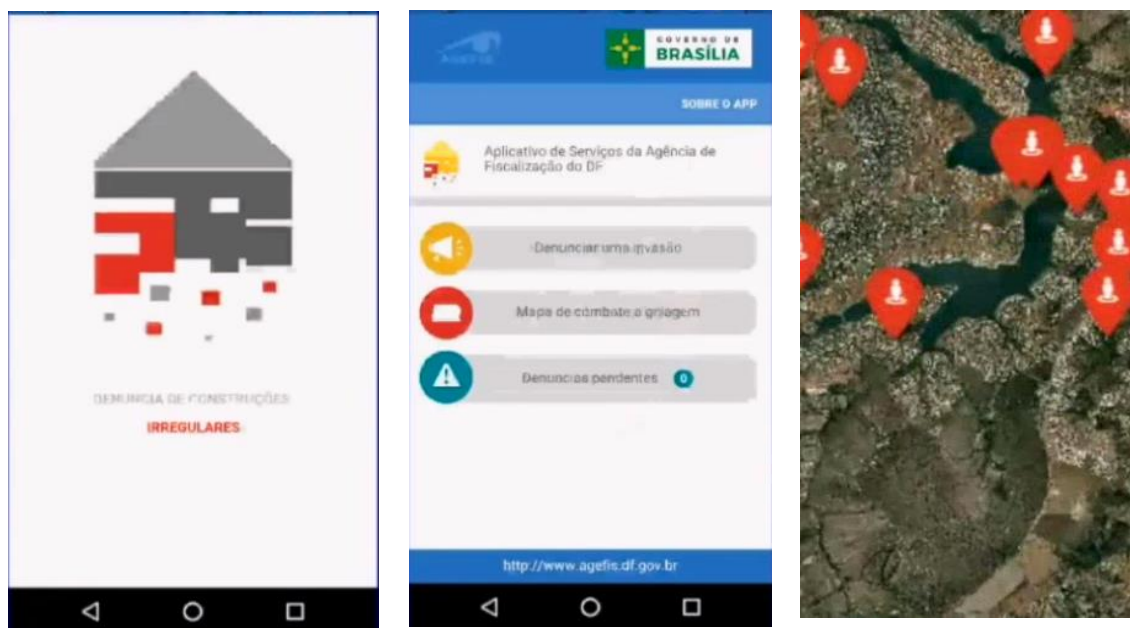 DENUNCIA DE CONSTRUÇÕES
IRREGULARES
AGEFIS
GOVERNO DE
BRASÍLIA
SOBRE O APP
Aplicativo de Serviços da Agência de
Fiscalização do DF
Denunciar uma invasão
Mapa de combate a grilagem
Denuncias pendentes 0
http://www.agefis.df.gov.br